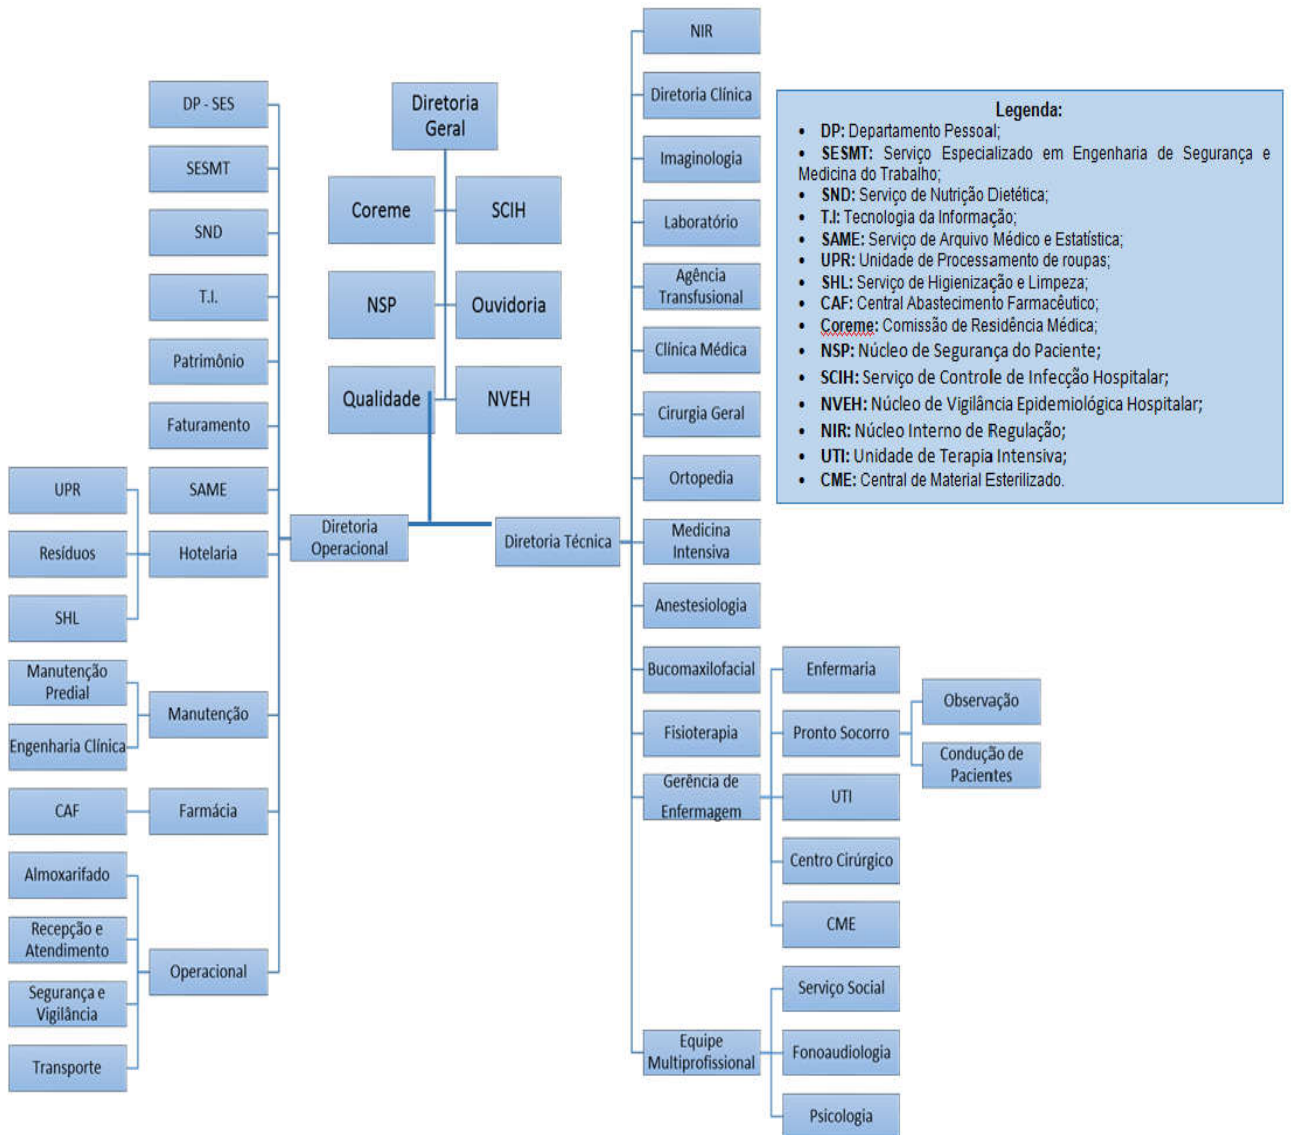 Diretoria
Geral
Coreme
SCIH
NSP
Ouvidoria
Qualidade
NVEH
Diretoria
Operacional
Diretoria Técnica
DP - SES
SESMT
SND
T.I.
Patrimônio
Faturamento
SAME
Hotelaria
UPR
Resíduos
SHL
Manutenção
Manutenção
Predial
Engenharia Clínica
Farmácia
CAF
Operacional
Almoxarifado
Recepção e
Atendimento
Segurança e
Vigilância
Transporte
NIR
Diretoria Clínica
Imaginologia
Laboratório
Agência
Transfusional
Clínica Médica
Cirurgia Geral
Ortopedia
Medicina
Intensiva
Anestesiologia
Bucomaxilofacial
Fisioterapia
Gerência de
Enfermagem
Enfermaria
Pronto Socorro
Observação
Condução de
Pacientes
UTI
Centro Cirúrgico
CME
Equipe
Multiprofissional
Serviço Social
Fonoaudiologia
Psicologia
Legenda:
• DP: Departamento Pessoal;
• SESMT: Serviço Especializado em Engenharia de Segurança e
Medicina do Trabalho;
• SND: Serviço de Nutrição Dietética;
• T.I: Tecnologia da Informação;
• SAME: Serviço de Arquivo Médico e Estatística;
• UPR: Unidade de Processamento de roupas;
• SHL: Serviço de Higienização e Limpeza;
• CAF: Central Abastecimento Farmacêutico;
• Coreme: Comissão de Residência Médica;
• NSP: Núcleo de Segurança do Paciente;
• SCIH: Serviço de Controle de Infecção Hospitalar;
• NVEH: Núcleo de Vigilância Epidemiológica Hospitalar;
• NIR: Núcleo Interno de Regulação;
• UTI: Unidade de Terapia Intensiva;
• CME: Central de Material Esterilizado.